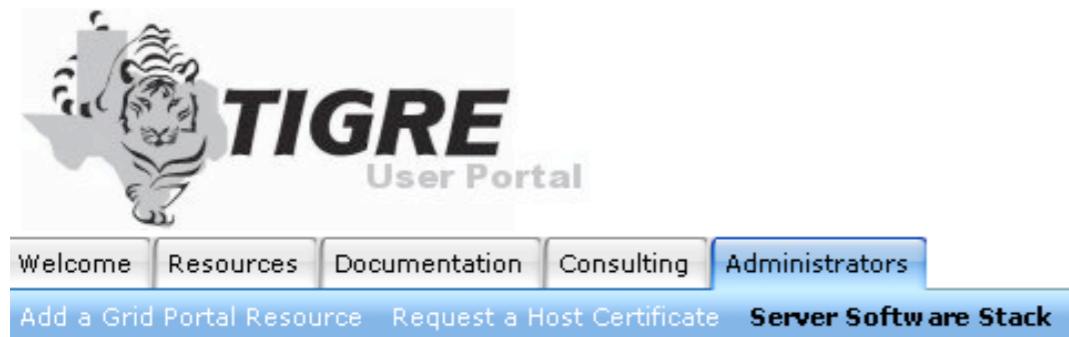 TIGRE
User Portal
Welcome Resources Documentation Consulting Administrators
Add a Grid Portal Resource Request a Host Certificate Server Software Stack